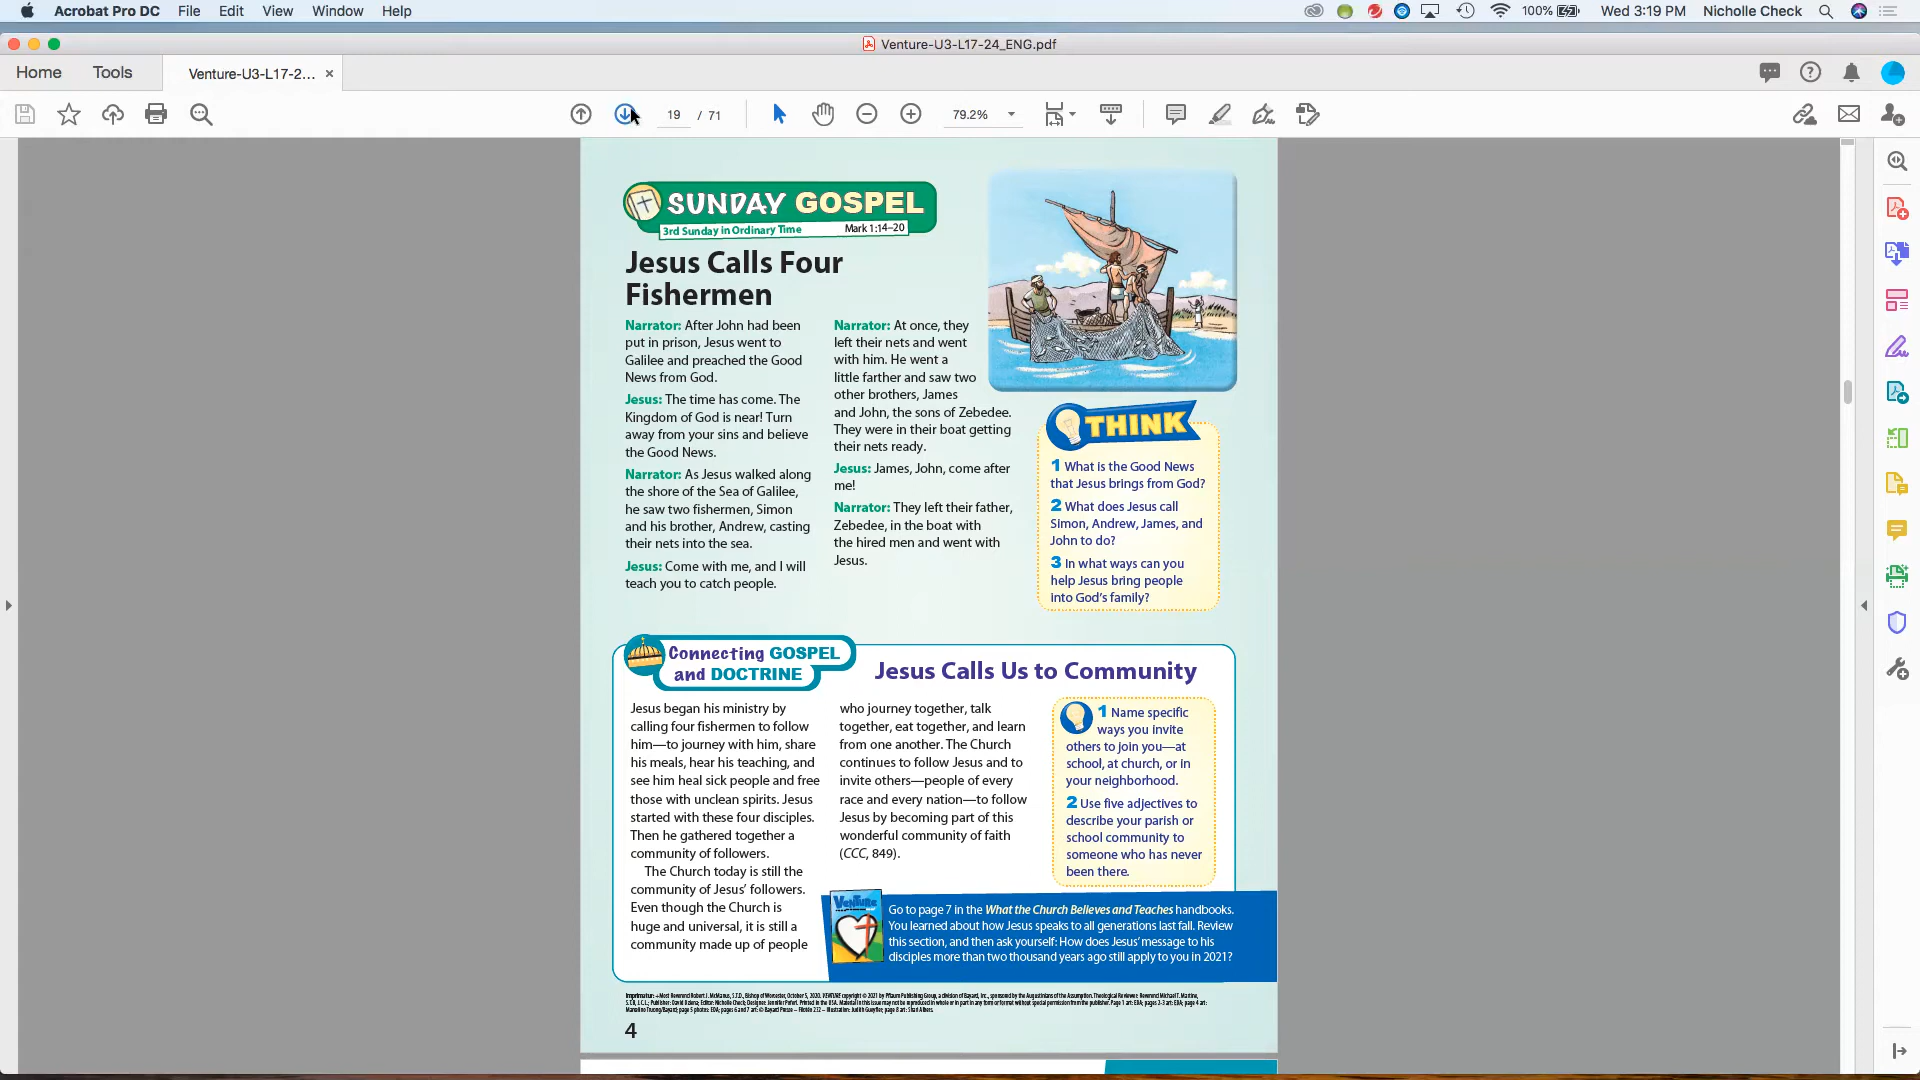 Acrobat Pro DC File Edit View Window Help 100% Wed 3:19 PM Nicholle Check
Venture-U3-L17-24_ENG.pdf
Home Tools Venture-U3-L17-2... ×
19 / 71 79.2%
SUNDAY GOSPEL
3rd Sunday in Ordinary Time Mark 1:14–20
Jesus Calls Four
Fishermen
Narrator: After John had been
put in prison, Jesus went to
Galilee and preached the Good
News from God.
Jesus: The time has come. The
Kingdom of God is near! Turn
away from your sins and believe
the Good News.
Narrator: As Jesus walked along
the shore of the Sea of Galilee,
he saw two fishermen, Simon
and his brother, Andrew, casting
their nets into the sea.
Jesus: Come with me, and I will
teach you to catch people.
Narrator: At once, they
left their nets and went
with him. He went a
little farther and saw two
other brothers, James
and John, the sons of Zebedee.
They were in their boat getting
their nets ready.
Jesus: James, John, come after
me!
Narrator: They left their father,
Zebedee, in the boat with
the hired men and went with
Jesus.
THINK
1 What is the Good News
that Jesus brings from God?
2 What does Jesus call
Simon, Andrew, James, and
John to do?
3 In what ways can you
help Jesus bring people
into God's family?
Connecting GOSPEL
and DOCTRINE
Jesus Calls Us to Community
Jesus began his ministry by
calling four fishermen to follow
him—to journey with him, share
his meals, hear his teaching, and
see him heal sick people and free
those with unclean spirits. Jesus
started with these four disciples.
Then he gathered together a
community of followers.
The Church today is still the
community of Jesus' followers.
Even though the Church is
huge and universal, it is still a
community made up of people
who journey together, talk
together, eat together, and learn
from one another. The Church
continues to follow Jesus and to
invite others—people of every
race and every nation—to follow
Jesus by becoming part of this
wonderful community of faith
(CCC, 849).
1 Name specific
ways you invite
others to join you—at
school, at church, or in
your neighborhood.
2 Use five adjectives to
describe your parish or
school community to
someone who has never
been there.
VENTURE
Go to page 7 in the What the Church Believes and Teaches handbooks.
You learned about how Jesus speaks to all generations last fall. Review
this section, and then ask yourself: How does Jesus' message to his
disciples more than two thousand years ago still apply to you in 2021?
4